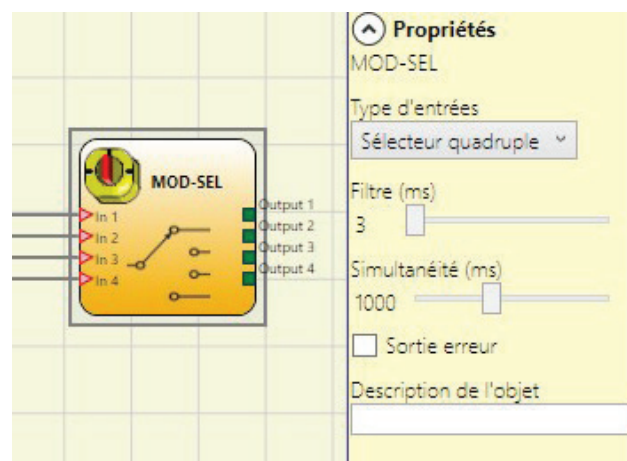 MOD-SEL
In 1
In 2
In 3
In 4
Output 1
Output 2
Output 3
Output 4
Propriétés
MOD-SEL
Type d'entrées
Sélecteur quadruple
Filtre (ms)
3
Simultanéité (ms)
1000
Sortie erreur
Description de l'objet